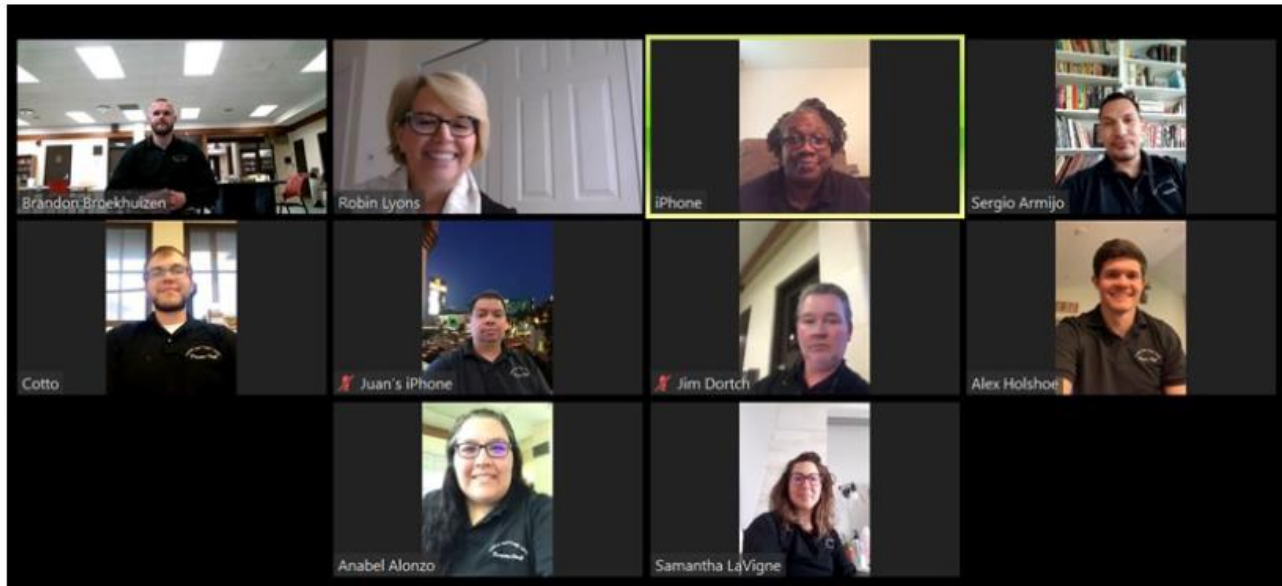 Brandon Broekhuizen
Robin Lyons
iPhone
Sergio Armijo
Cotto
Juan's iPhone
Jim Dortch
Alex Holshoe
Anabel Alonzo
Samantha LaVigne